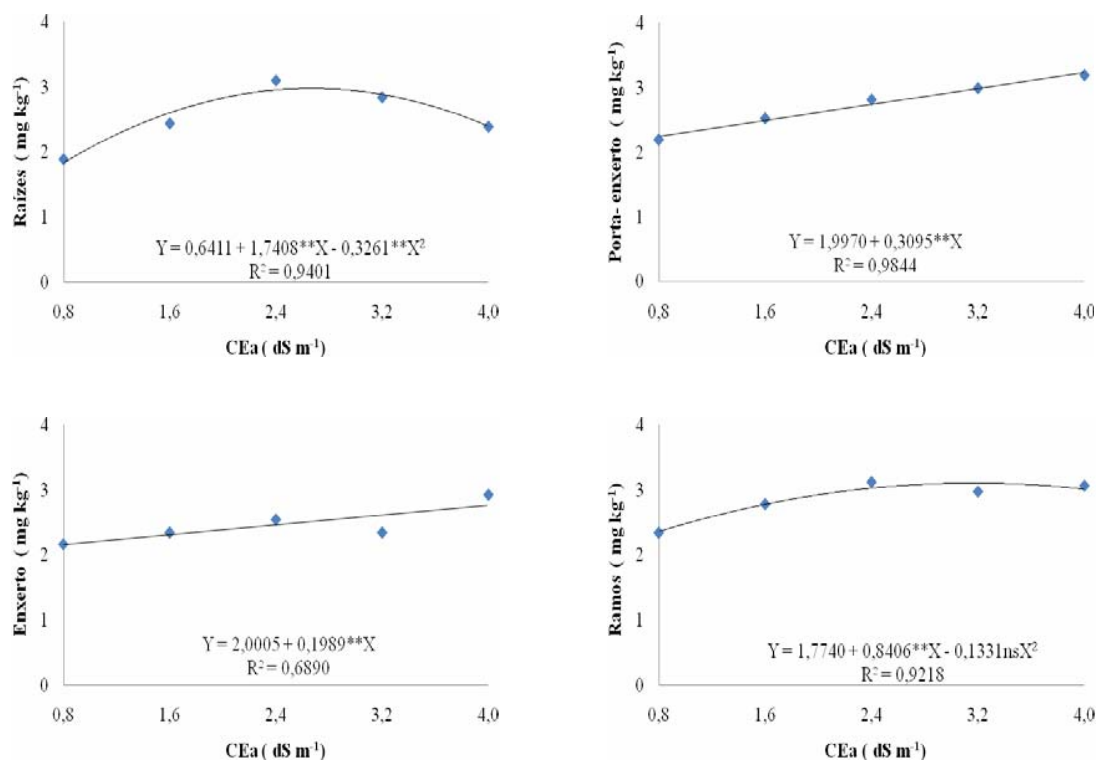 4
3
2
1
0
Raízes ( mg kg⁻¹)
Y = 0,6411 + 1,7408**X - 0,3261**X²
R² = 0,9401
0,8 1,6 2,4 3,2 4,0
CEa ( dS m⁻¹)
4
3
2
1
0
Porta- enxerto ( mg kg⁻¹)
Y = 1,9970 + 0,3095**X
R² = 0,9844
0,8 1,6 2,4 3,2 4,0
CEa ( dS m⁻¹)
4
3
2
1
0
Enxerto ( mg kg⁻¹)
Y = 2,0005 + 0,1989**X
R² = 0,6890
0,8 1,6 2,4 3,2 4,0
CEa ( dS m⁻¹)
4
3
2
1
0
Ramos ( mg kg⁻¹)
Y = 1,7740 + 0,8406**X - 0,1331nsX²
R² = 0,9218
0,8 1,6 2,4 3,2 4,0
CEa ( dS m⁻¹)